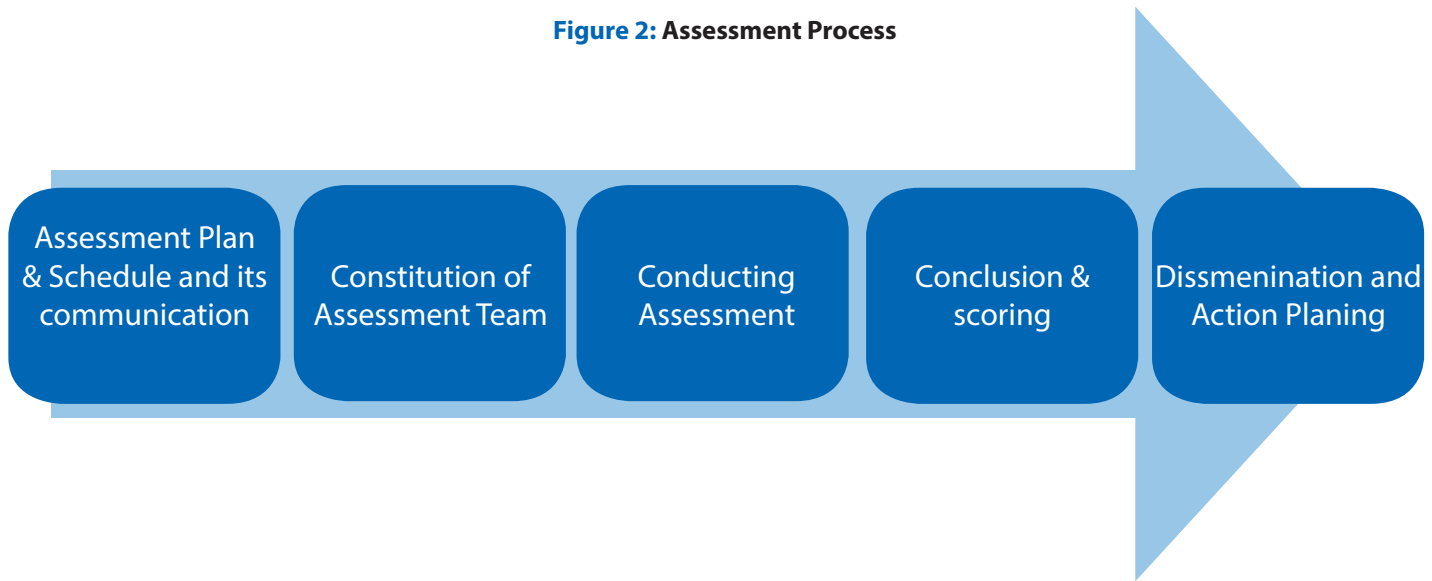 Figure 2: Assessment Process
Assessment Plan
& Schedule and its
communication
Constitution of
Assessment Team
Conducting
Assessment
Conclusion &
scoring
Dissmenination and
Action Planing